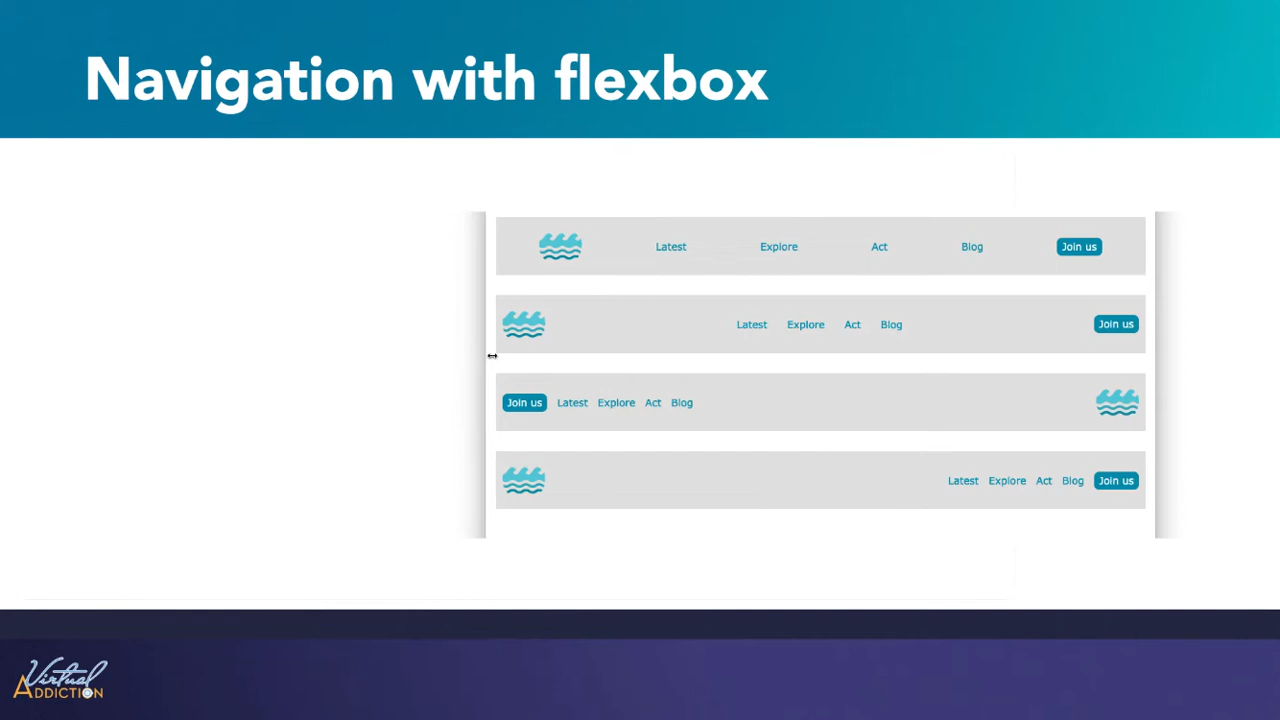 Navigation with flexbox
Latest Explore Act Blog Join us
Latest Explore Act Blog Join us
Join us Latest Explore Act Blog
Latest Explore Act Blog Join us
Virtual
ADDICTION